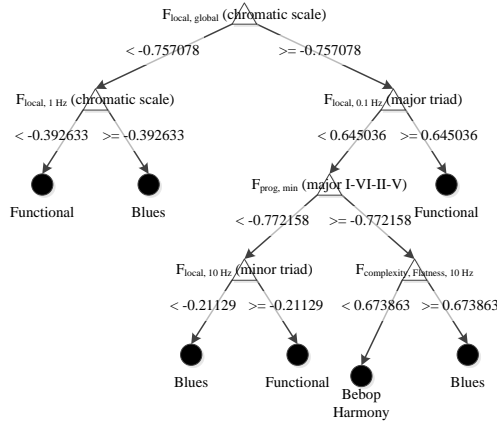 F_local, global (chromatic scale)
< -0.757078 >= -0.757078
F_local, 1 Hz (chromatic scale) F_local, 0.1 Hz (major triad)
< -0.392633 >= -0.392633 < 0.645036 >= 0.645036
Functional Blues F_prog, min (major I-VI-II-V) Functional
< -0.772158 >= -0.772158
F_local, 10 Hz (minor triad) F_complexity, Flatness, 10 Hz
< -0.21129 >= -0.21129 < 0.673863 >= 0.673863
Blues Functional Bebop Blues
Harmony